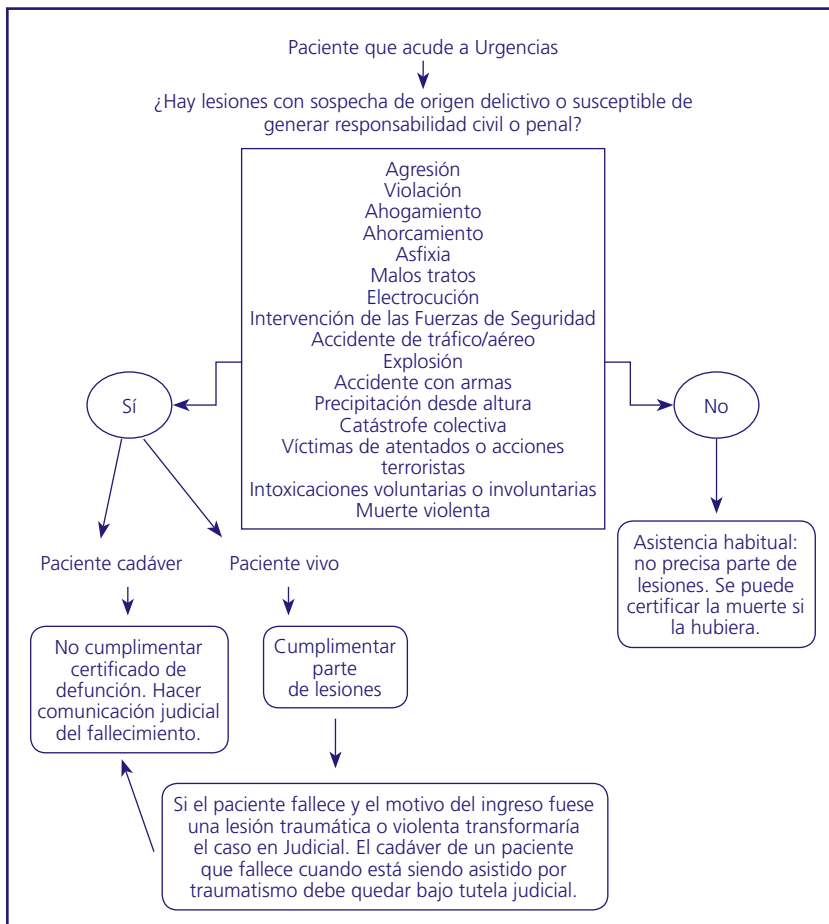 Paciente que acude a Urgencias
¿Hay lesiones con sospecha de origen delictivo o susceptible de
generar responsabilidad civil o penal?
Agresión
Violación
Ahogamiento
Ahorcamiento
Asfixia
Malos tratos
Electrocución
Intervención de las Fuerzas de Seguridad
Accidente de tráfico/aéreo
Explosión
Accidente con armas
Precipitación desde altura
Catástrofe colectiva
Víctimas de atentados o acciones
terroristas
Intoxicaciones voluntarias o involuntarias
Muerte violenta
Sí
No
Paciente cadáver
Paciente vivo
Asistencia habitual:
no precisa parte de
lesiones. Se puede
certificar la muerte si
la hubiera.
No cumplimentar
certificado de
defunción. Hacer
comunicación judicial
del fallecimiento.
Cumplimentar
parte
de lesiones
Si el paciente fallece y el motivo del ingreso fuese
una lesión traumática o violenta transformaría
el caso en Judicial. El cadáver de un paciente
que fallece cuando está siendo asistido por
traumatismo debe quedar bajo tutela judicial.